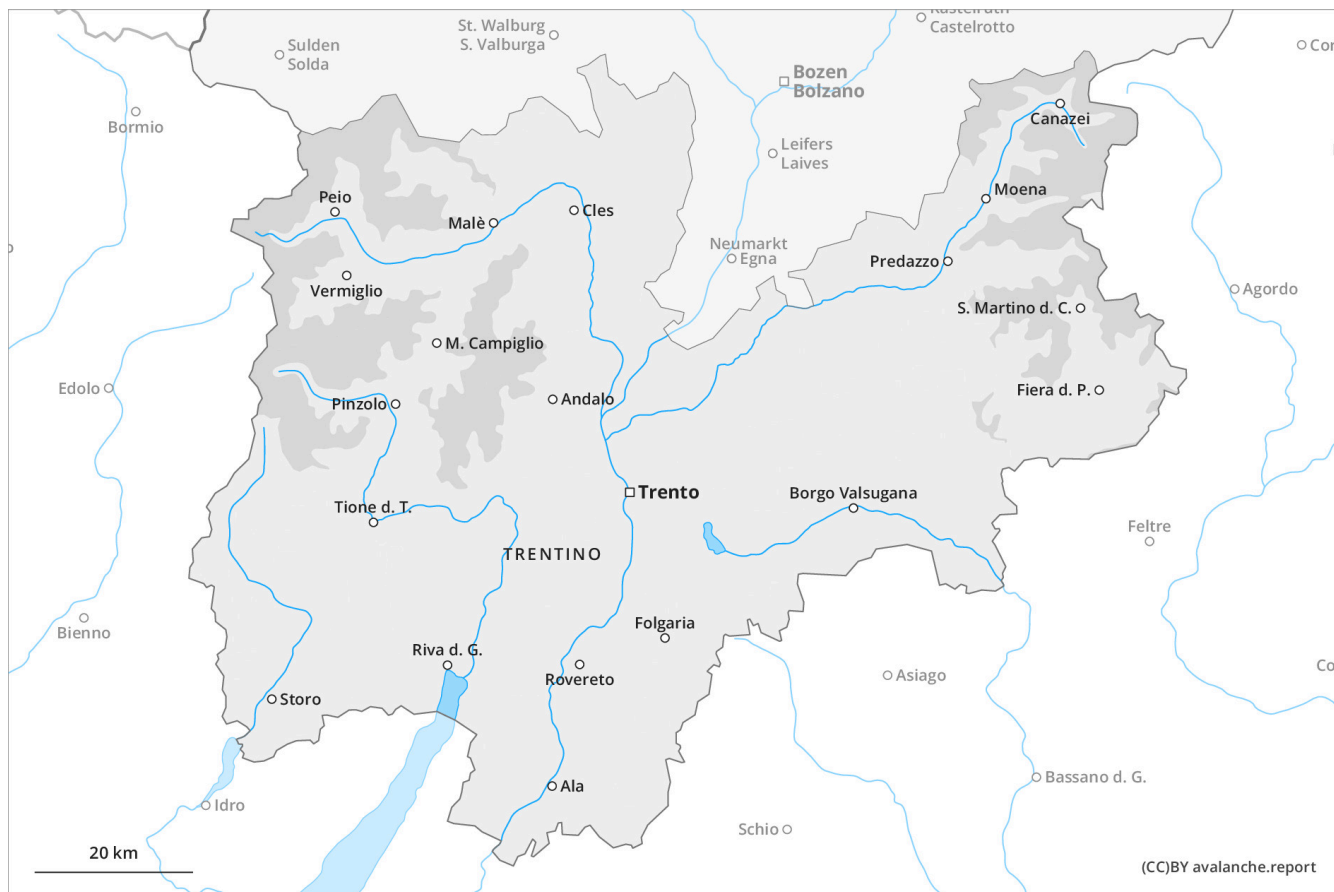 St. Walburg
S. Valburga
Castelrotto
Sulden
Solda
Bozen
Bolzano
Bormio
Canazei
Leifers
Laives
Peio
Moena
Malè
Cles
Neumarkt
Egna
Predazzo
Vermiglio
Agordo
S. Martino d. C.
M. Campiglio
Edolo
Pinzolo
Andalo
Fiera d. P.
Trento
Borgo Valsugana
Tione d. T.
Feltre
TRENTINO
Bienno
Folgaria
Riva d. G.
Rovereto
Asiago
Storo
Ala
Bassano d. G.
Idro
Schio
20 km
(CC)BY avalanche.report